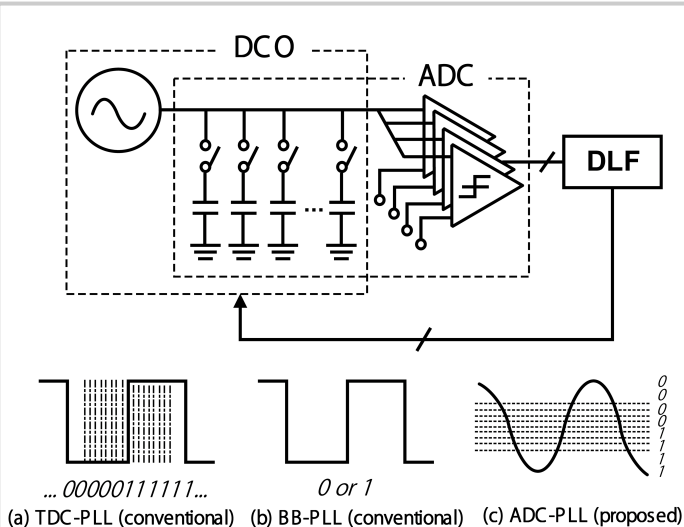 DCO
ADC
DLF
...
0
0
0
0
1
1
1
1
... 00000111111...
0 or 1
(a) TDC-PLL (conventional)
(b) BB-PLL (conventional)
(c) ADC-PLL (proposed)